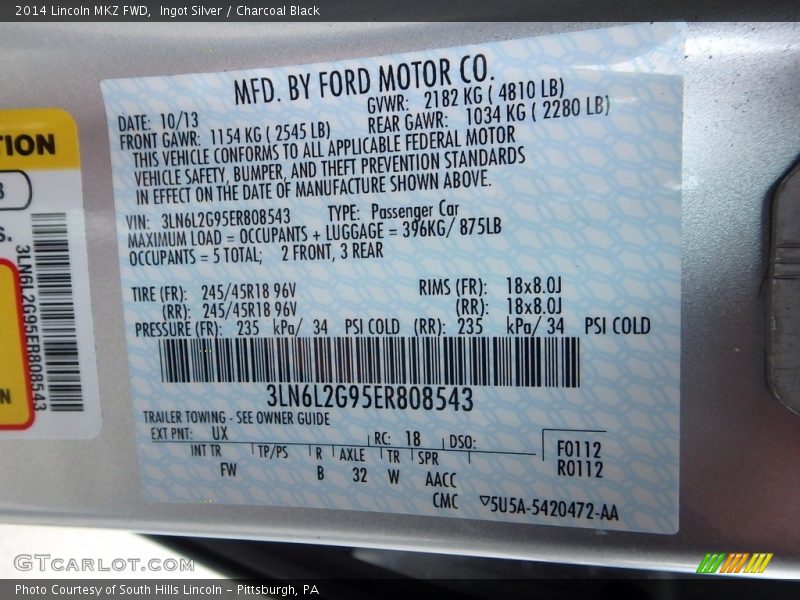 2014 Lincoln MKZ FWD,  Ingot Silver / Charcoal Black
MFD. BY FORD MOTOR CO.
DATE: 10/13
GVWR: 2182 KG ( 4810 LB)
FRONT GAWR: 1154 KG ( 2545 LB)
REAR GAWR: 1034 KG ( 2280 LB)
THIS VEHICLE CONFORMS TO ALL APPLICABLE FEDERAL MOTOR
VEHICLE SAFETY, BUMPER, AND THEFT PREVENTION STANDARDS
IN EFFECT ON THE DATE OF MANUFACTURE SHOWN ABOVE.
VIN: 3LN6L2G95ER808543 TYPE: Passenger Car
MAXIMUM LOAD = OCCUPANTS + LUGGAGE = 396KG/ 875LB
OCCUPANTS = 5 TOTAL; 2 FRONT, 3 REAR
TIRE (FR): 245/45R18 96V RIMS (FR): 18x8.0J
(RR): 245/45R18 96V (RR): 18x8.0J
PRESSURE (FR): 235 kPa/ 34 PSI COLD (RR): 235 kPa/ 34 PSI COLD
3LN6L2G95ER808543
TRAILER TOWING - SEE OWNER GUIDE
EXT PNT: UX RC: 18 DSO:
INT TR TP/PS R AXLE TR SPR
FW B 32 W AACC
CMC
F0112
R0112
5U5A-5420472-AA
TION
3
S.
3LN6L2G95ER808543
N
GTCARLOT.COM
Photo Courtesy of South Hills Lincoln - Pittsburgh, PA